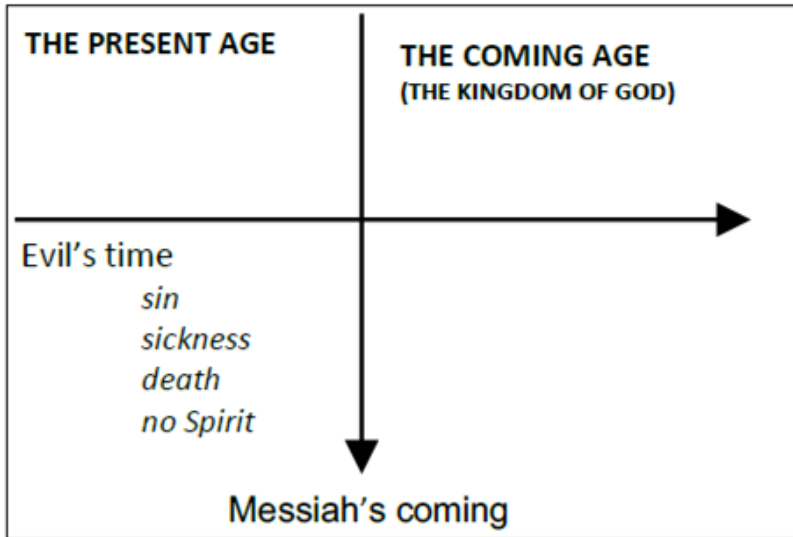 THE PRESENT AGE
THE COMING AGE
(THE KINGDOM OF GOD)
Evil's time
sin
sickness
death
no Spirit
Messiah's coming